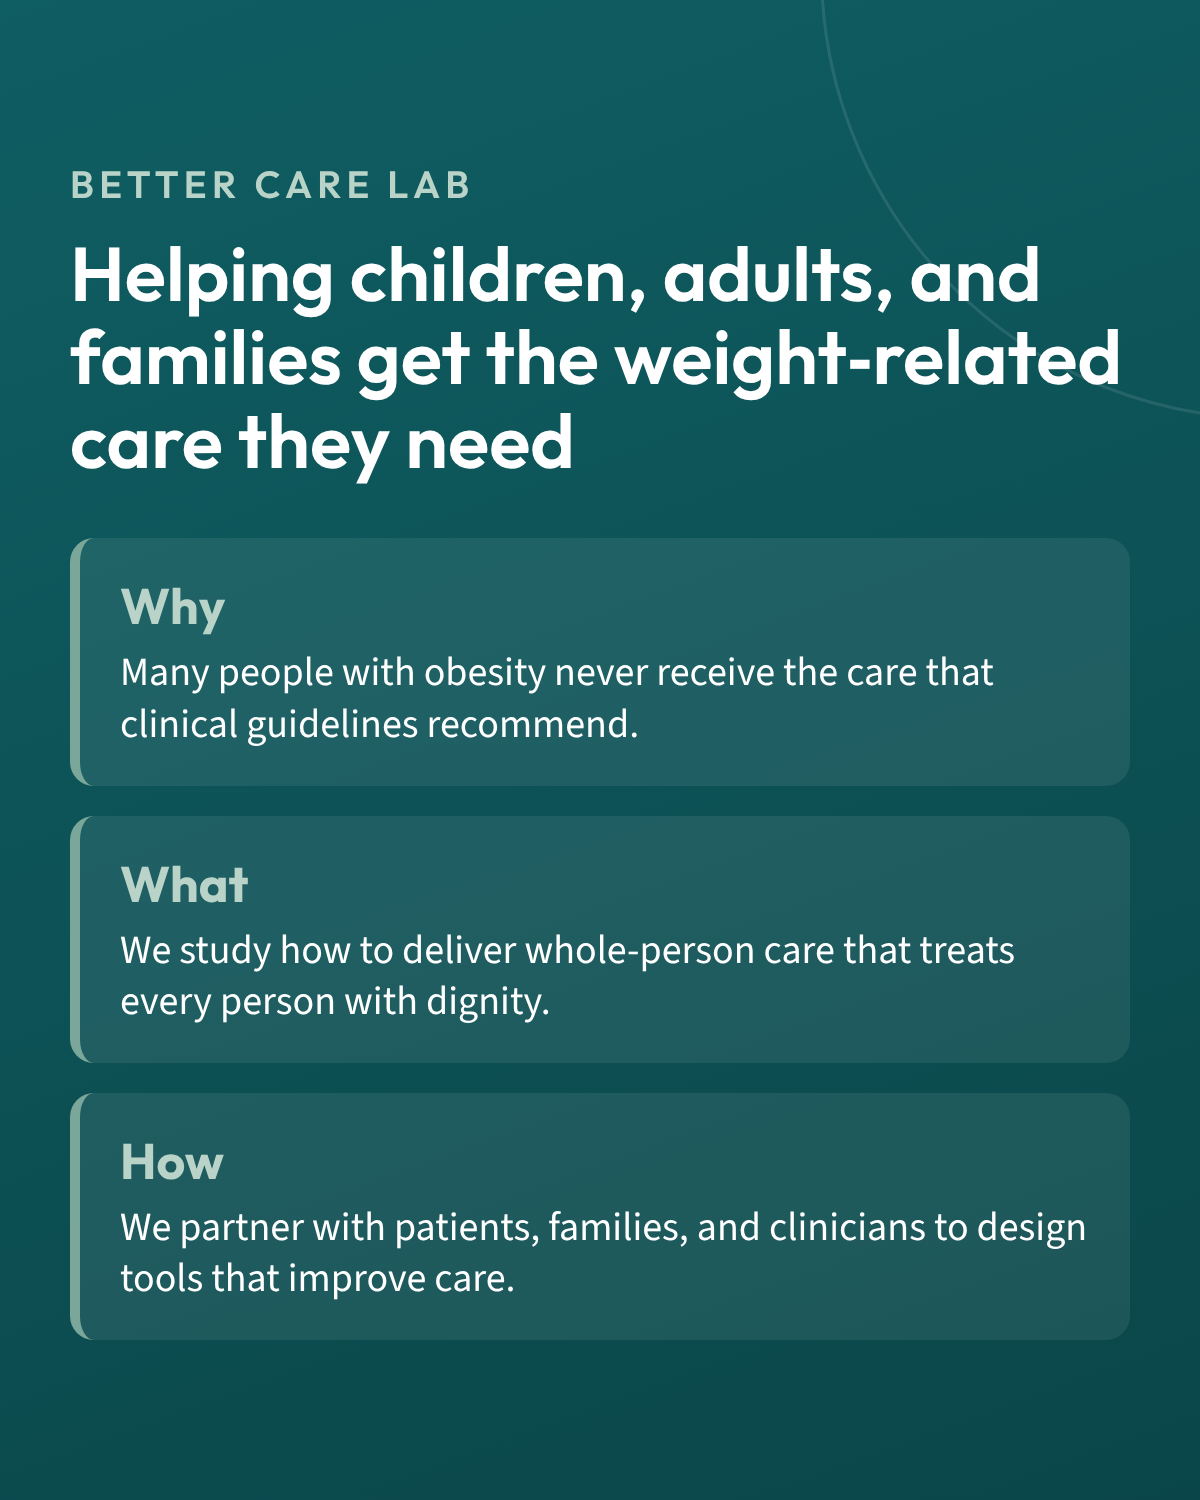 BETTER CARE LAB
Helping children, adults, and
families get the weight-related
care they need
Why
Many people with obesity never receive the care that
clinical guidelines recommend.
What
We study how to deliver whole-person care that treats
every person with dignity.
How
We partner with patients, families, and clinicians to design
tools that improve care.